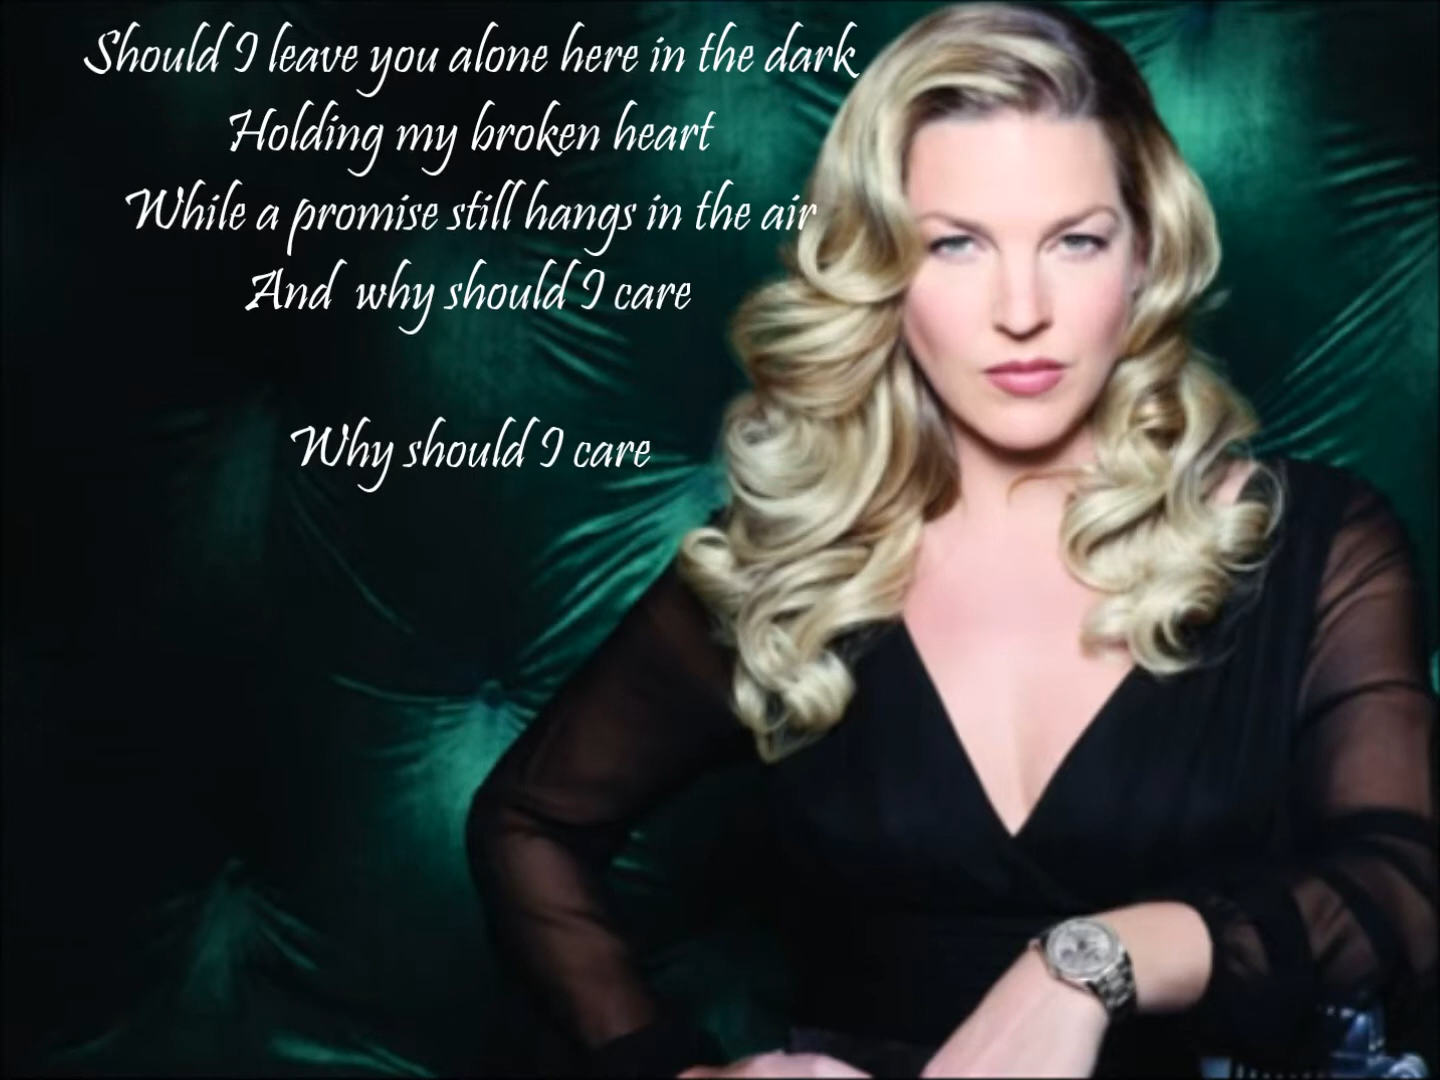 Should I leave you alone here in the dark
Holding my broken heart
While a promise still hangs in the air
And why should I care
Why should I care